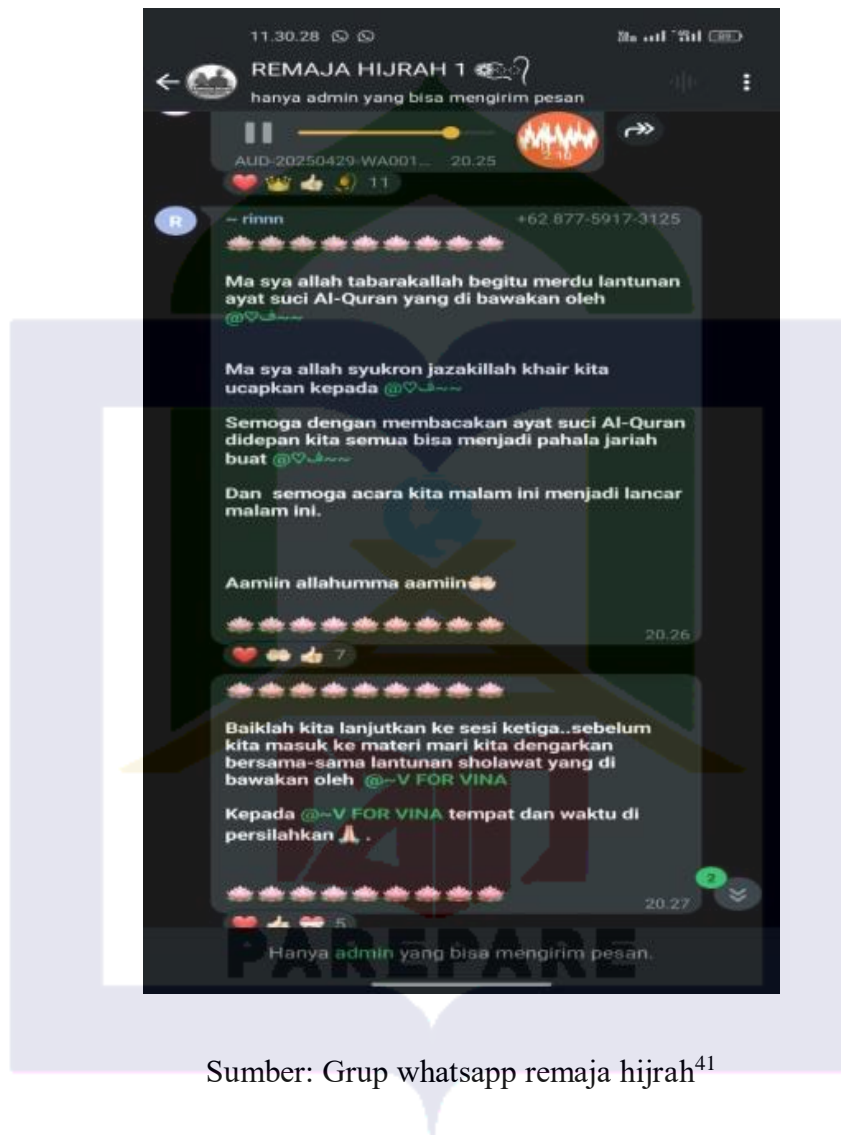 11.30.28
REMAJA HIJRAH 1
hanya admin yang bisa mengirim pesan
AUD-20250429-WA001... 20.25
2:10
11
R
~ rinnn +62 877-5917-3125
Ma sya allah tabarakallah begitu merdu lantunan
ayat suci Al-Quran yang di bawakan oleh
@♡ف~~
Ma sya allah syukron jazakillah khair kita
ucapkan kepada @♡ف~~
Semoga dengan membacakan ayat suci Al-Quran
didepan kita semua bisa menjadi pahala jariah
buat @♡ف~~
Dan semoga acara kita malam ini menjadi lancar
malam ini.
Aamiin allahumma aamiin🤲🏻
20.26
7
Baiklah kita lanjutkan ke sesi ketiga..sebelum
kita masuk ke materi mari kita dengarkan
bersama-sama lantunan sholawat yang di
bawakan oleh @~V FOR VINA
Kepada @~V FOR VINA tempat dan waktu di
persilahkan 🙏🏻 .
2
20.27
5
PAREPARE
Hanya admin yang bisa mengirim pesan.
Sumber: Grup whatsapp remaja hijrah41